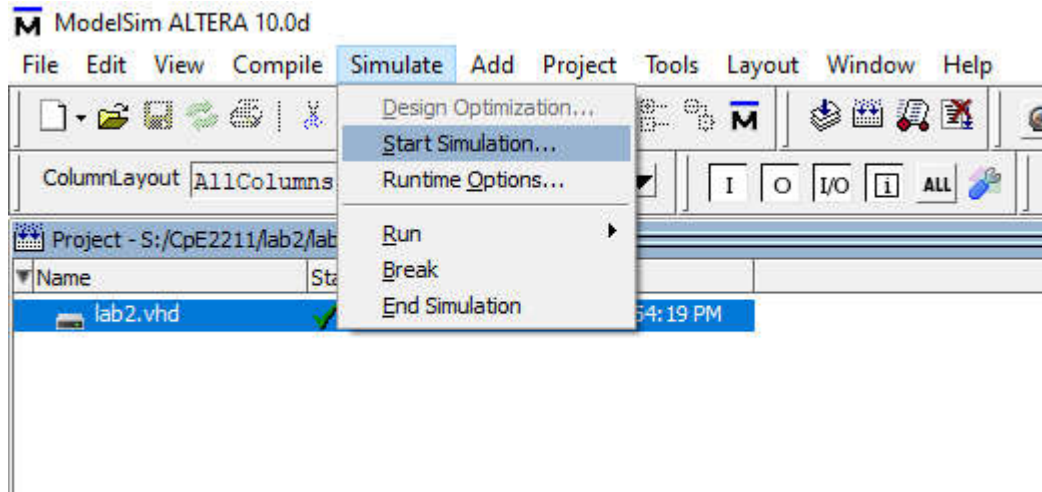 ModelSim ALTERA 10.0d
File Edit View Compile Simulate Add Project Tools Layout Window Help
Design Optimization...
Start Simulation...
ColumnLayout AllColumns
Runtime Options...
I O I/O i ALL
Project - S:/CpE2211/lab2/lab
Run
Name Sta
Break
lab2.vhd
End Simulation
54:19 PM